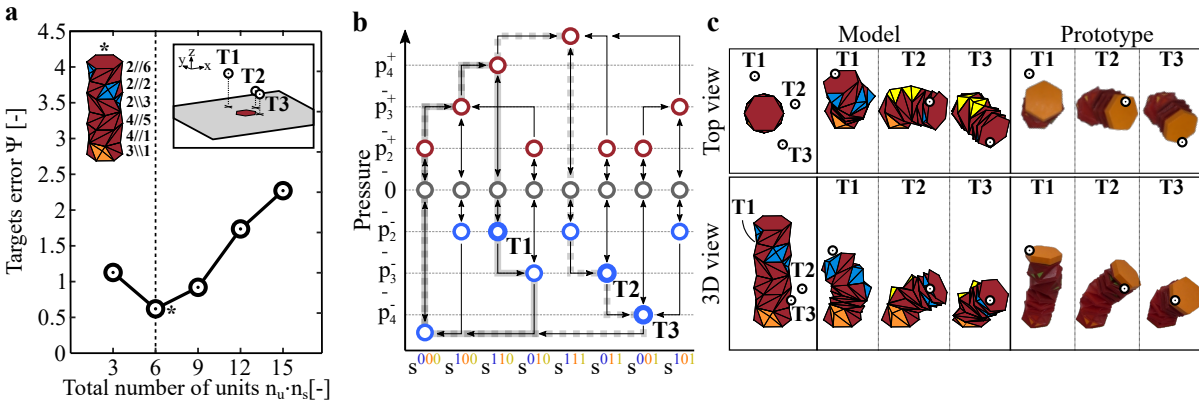 a
4.5
4
3.5
3
2.5
2
1.5
1
0.5
0
Targets error Ψ [-]
3
6
9
12
15
Total number of units n_u·n_s[-]
*
2//6
2//2
2\\3
4//5
4//1
3\\1
*
z
y
x
T1
T2
T3
b
Pressure
p₄⁺
p₃⁺
p₂⁺
0
p₂⁻
p₃⁻
p₄⁻
T1
T2
T3
s⁰⁰⁰ s¹⁰⁰ s¹¹⁰ s⁰¹⁰ s¹¹¹ s⁰¹¹ s⁰⁰¹ s¹⁰¹
c
Model Prototype
Top view
T1
T2
T3
T1 T2 T3
T1 T2 T3
3D view
T1
T2
T3
T1 T2 T3
T1 T2 T3